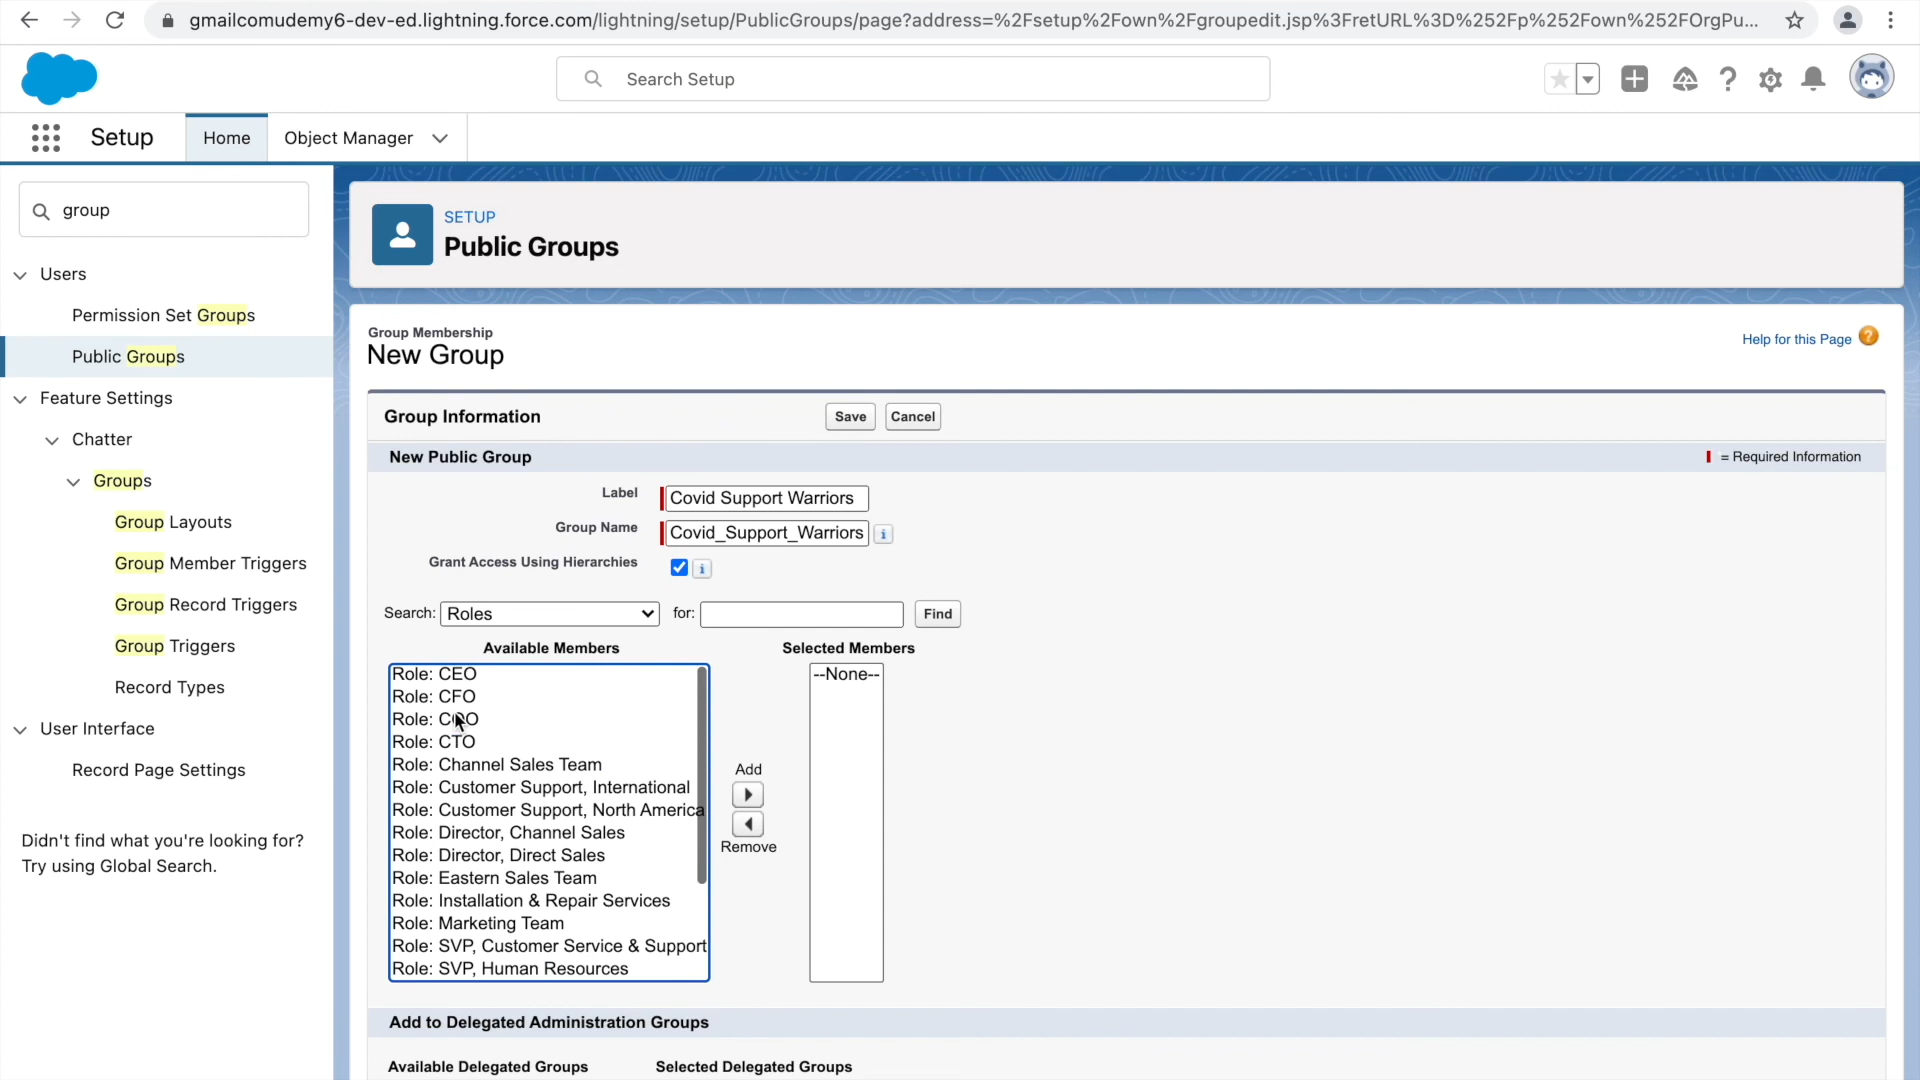 gmailcomudemy6-dev-ed.lightning.force.com/lightning/setup/PublicGroups/page?address=%2Fsetup%2Fown%2Fgroupedit.jsp%3FretURL%3D%252Fp%252Fown%252FOrgPu...
Search Setup
Setup
Home
Object Manager
group
Users
Permission Set Groups
Public Groups
Feature Settings
Chatter
Groups
Group Layouts
Group Member Triggers
Group Record Triggers
Group Triggers
Record Types
User Interface
Record Page Settings
Didn't find what you're looking for?
Try using Global Search.
SETUP
Public Groups
Group Membership
New Group
Help for this Page
Group Information
Save
Cancel
New Public Group
= Required Information
Label
Covid Support Warriors
Group Name
Covid_Support_Warriors
Grant Access Using Hierarchies
Search:
Roles
for:
Find
Available Members
Selected Members
Role: CEO
Role: CFO
Role: COO
Role: CTO
Role: Channel Sales Team
Role: Customer Support, International
Role: Customer Support, North America
Role: Director, Channel Sales
Role: Director, Direct Sales
Role: Eastern Sales Team
Role: Installation & Repair Services
Role: Marketing Team
Role: SVP, Customer Service & Support
Role: SVP, Human Resources
Add
Remove
--None--
Add to Delegated Administration Groups
Available Delegated Groups
Selected Delegated Groups